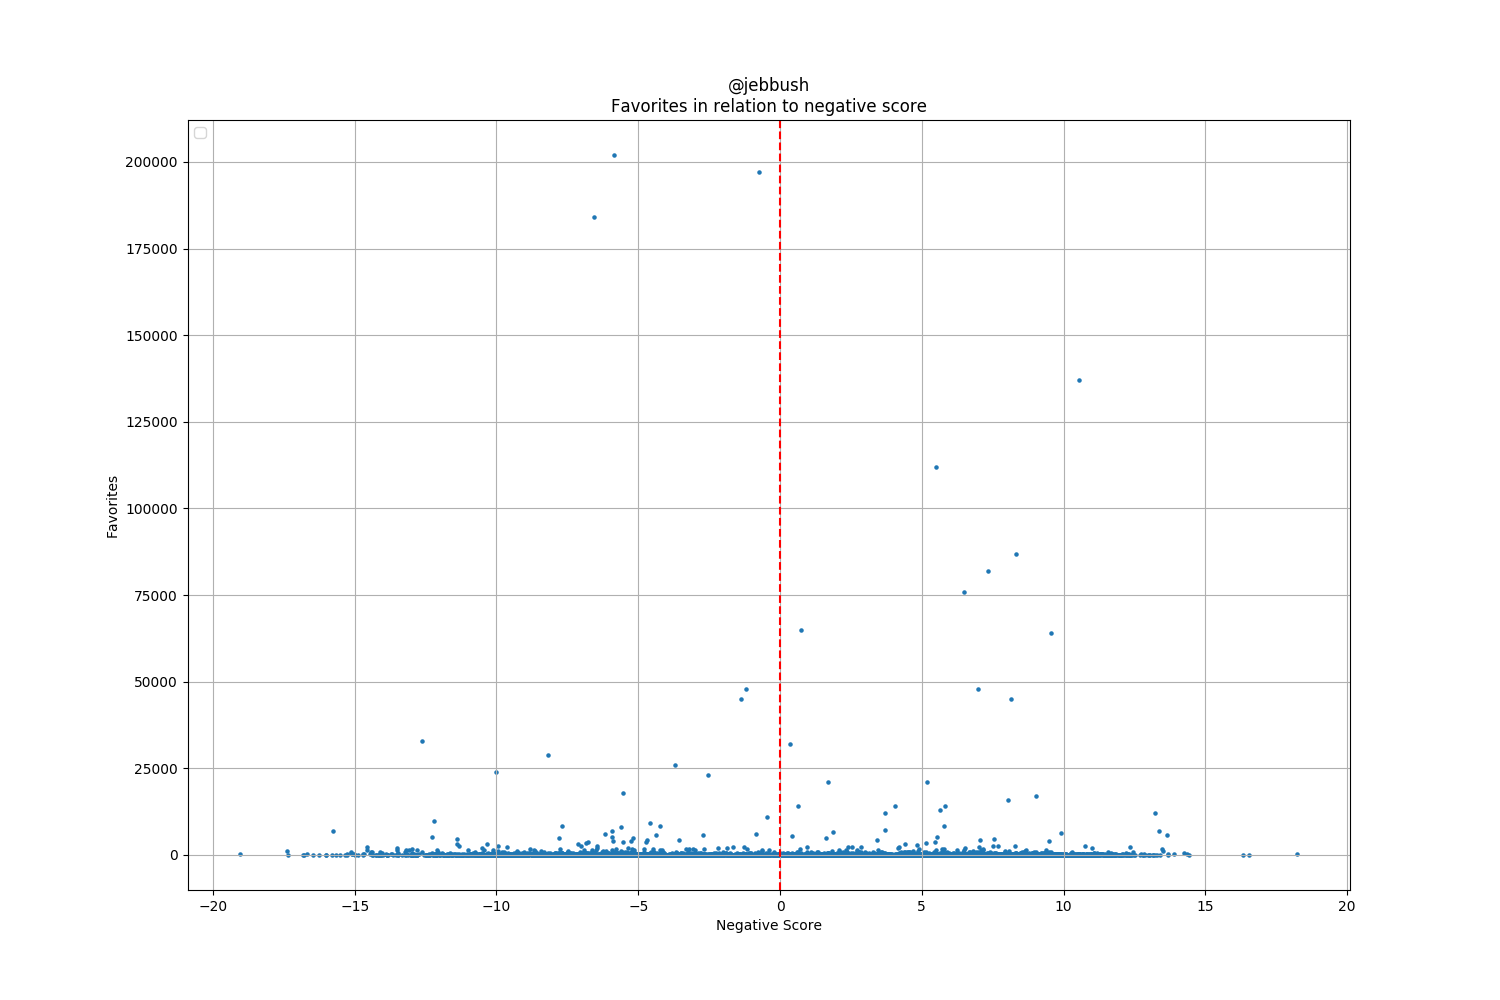 @jebbush
Favorites in relation to negative score
200000
175000
150000
125000
100000
75000
50000
25000
0
Favorites
−20 −15 −10 −5 0 5 10 15 20
Negative Score